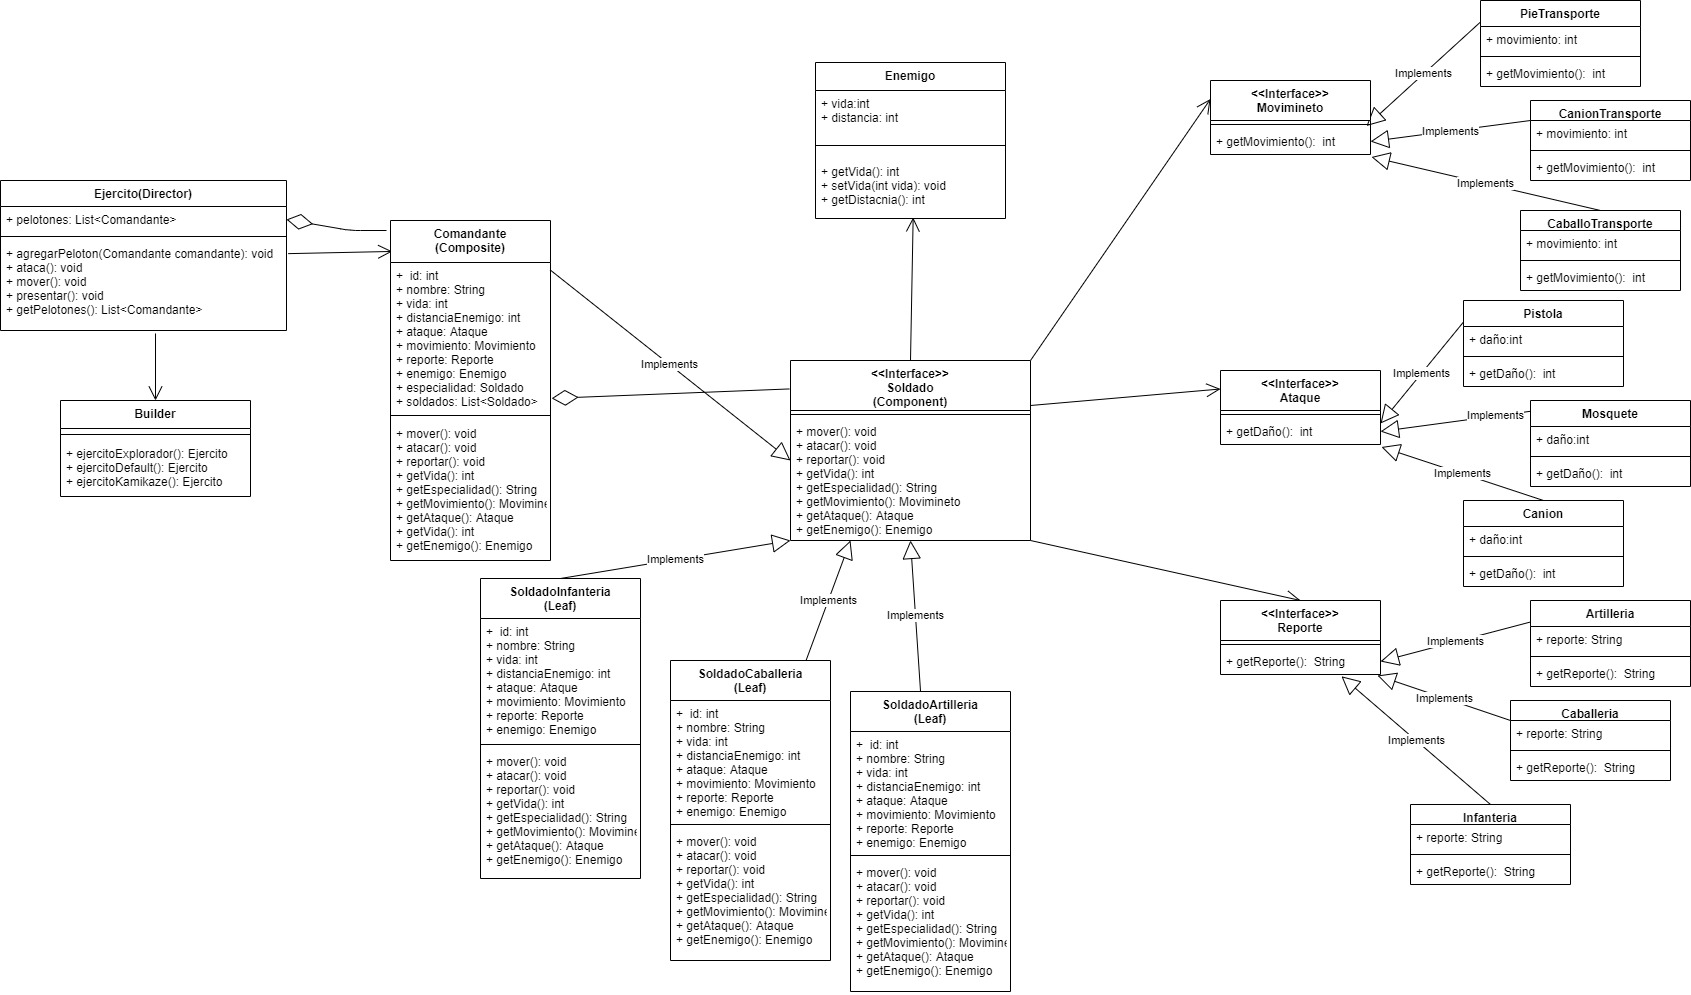 PieTransporte
+ movimiento: int
+ getMovimiento():  int
Implements
<<Interface>>
Movimineto
+ getMovimiento():  int
CanionTransporte
+ movimiento: int
+ getMovimiento():  int
Implements
Implements
CaballoTransporte
+ movimiento: int
+ getMovimiento():  int
Enemigo
+ vida:int
+ distancia: int
+ getVida(): int
+ setVida(int vida): void
+ getDistacnia(): int
Ejercito(Director)
+ pelotones: List<Comandante>
+ agregarPeloton(Comandante comandante): void
+ ataca(): void
+ mover(): void
+ presentar(): void
+ getPelotones(): List<Comandante>
Builder
+ ejercitoExplorador(): Ejercito
+ ejercitoDefault(): Ejercito
+ ejercitoKamikaze(): Ejercito
Comandante
(Composite)
+  id: int
+ nombre: String
+ vida: int
+ distanciaEnemigo: int
+ ataque: Ataque
+ movimiento: Movimiento
+ reporte: Reporte
+ enemigo: Enemigo
+ especialidad: Soldado
+ soldados: List<Soldado>
+ mover(): void
+ atacar(): void
+ reportar(): void
+ getVida(): int
+ getEspecialidad(): String
+ getMovimiento(): Movimine
+ getAtaque(): Ataque
+ getVida(): int
+ getEnemigo(): Enemigo
Implements
<<Interface>>
Soldado
(Component)
+ mover(): void
+ atacar(): void
+ reportar(): void
+ getVida(): int
+ getEspecialidad(): String
+ getMovimiento(): Movimineto
+ getAtaque(): Ataque
+ getEnemigo(): Enemigo
Pistola
+ daño:int
+ getDaño():  int
Implements
<<Interface>>
Ataque
+ getDaño():  int
Mosquete
+ daño:int
+ getDaño():  int
Implements
Implements
Canion
+ daño:int
+ getDaño():  int
Implements
SoldadoInfanteria
(Leaf)
+  id: int
+ nombre: String
+ vida: int
+ distanciaEnemigo: int
+ ataque: Ataque
+ movimiento: Movimiento
+ reporte: Reporte
+ enemigo: Enemigo
+ mover(): void
+ atacar(): void
+ reportar(): void
+ getVida(): int
+ getEspecialidad(): String
+ getMovimiento(): Movimine
+ getAtaque(): Ataque
+ getEnemigo(): Enemigo
Implements
SoldadoCaballeria
(Leaf)
+  id: int
+ nombre: String
+ vida: int
+ distanciaEnemigo: int
+ ataque: Ataque
+ movimiento: Movimiento
+ reporte: Reporte
+ enemigo: Enemigo
+ mover(): void
+ atacar(): void
+ reportar(): void
+ getVida(): int
+ getEspecialidad(): String
+ getMovimiento(): Movimine
+ getAtaque(): Ataque
+ getEnemigo(): Enemigo
Implements
SoldadoArtilleria
(Leaf)
+  id: int
+ nombre: String
+ vida: int
+ distanciaEnemigo: int
+ ataque: Ataque
+ movimiento: Movimiento
+ reporte: Reporte
+ enemigo: Enemigo
+ mover(): void
+ atacar(): void
+ reportar(): void
+ getVida(): int
+ getEspecialidad(): String
+ getMovimiento(): Movimine
+ getAtaque(): Ataque
+ getEnemigo(): Enemigo
<<Interface>>
Reporte
+ getReporte():  String
Implements
Artilleria
+ reporte: String
+ getReporte():  String
Implements
Caballeria
+ reporte: String
+ getReporte():  String
Implements
Infanteria
+ reporte: String
+ getReporte():  String